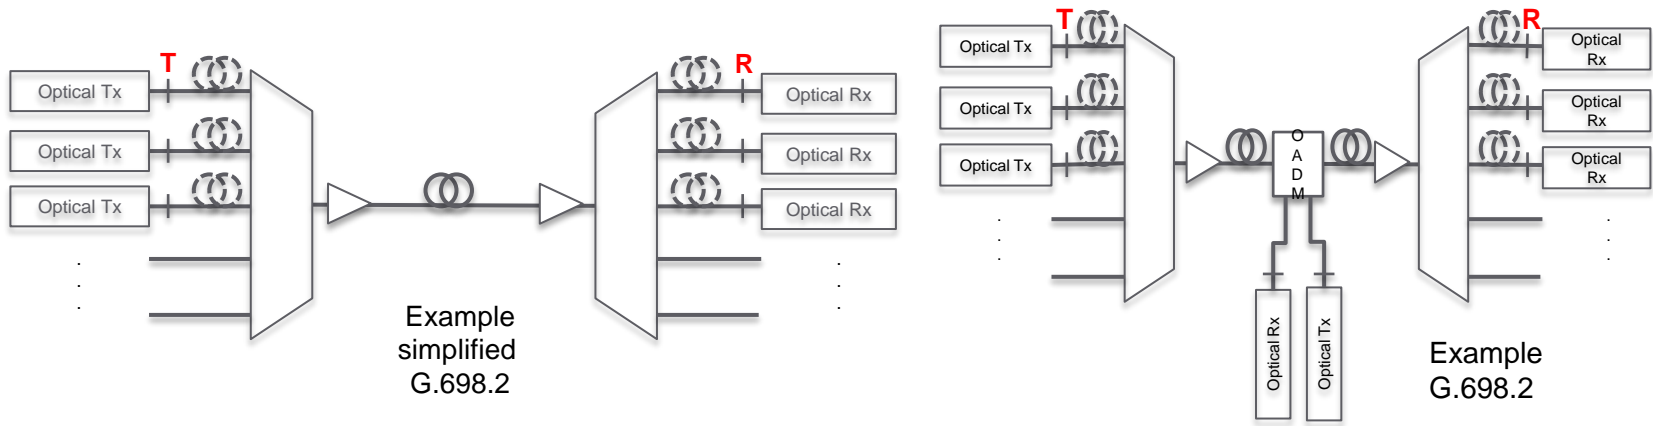 T
R
Optical Tx
Optical Rx
Optical Tx
Optical Rx
Optical Tx
Optical Rx
.
.
.
.
.
.
Example
simplified
G.698.2
T
R
Optical Tx
Optical
Rx
Optical Tx
Optical
Rx
Optical Tx
Optical
Rx
O
A
D
M
.
.
.
.
.
.
Optical Rx
Optical Tx
Example
G.698.2